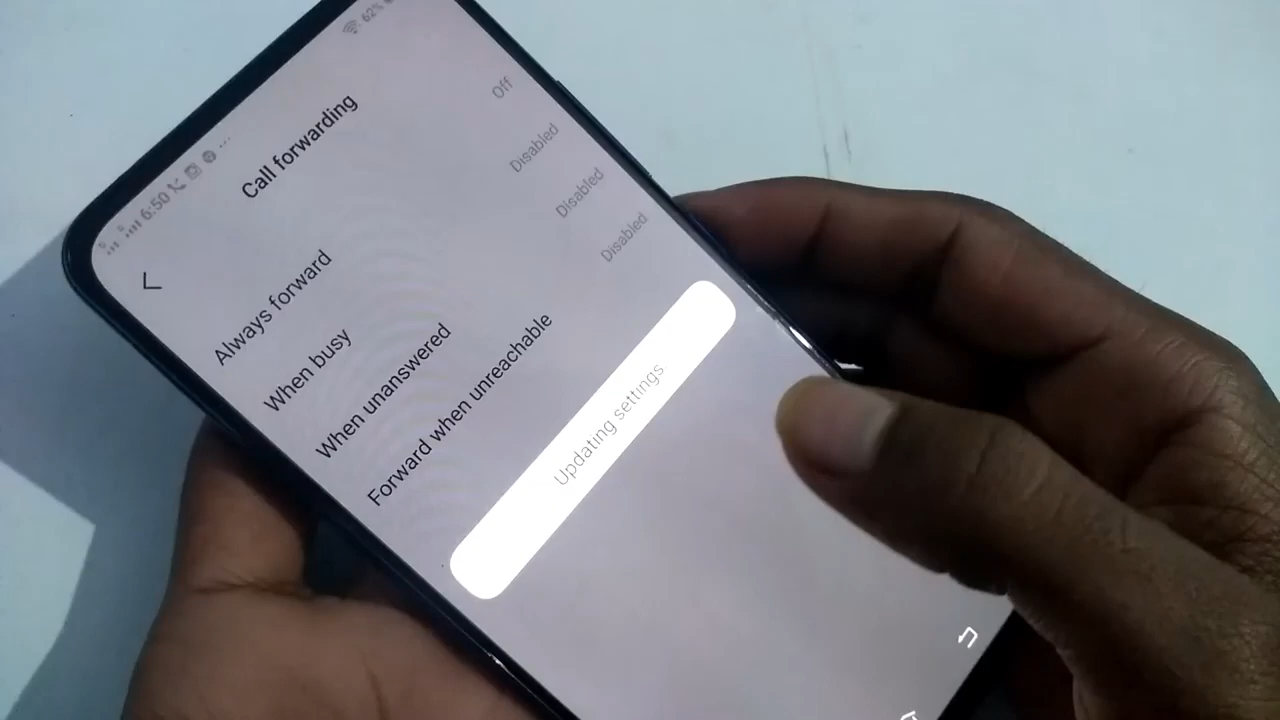 6:50
62%
Call forwarding
Always forward Off
When busy Disabled
When unanswered Disabled
Forward when unreachable Disabled
Updating settings